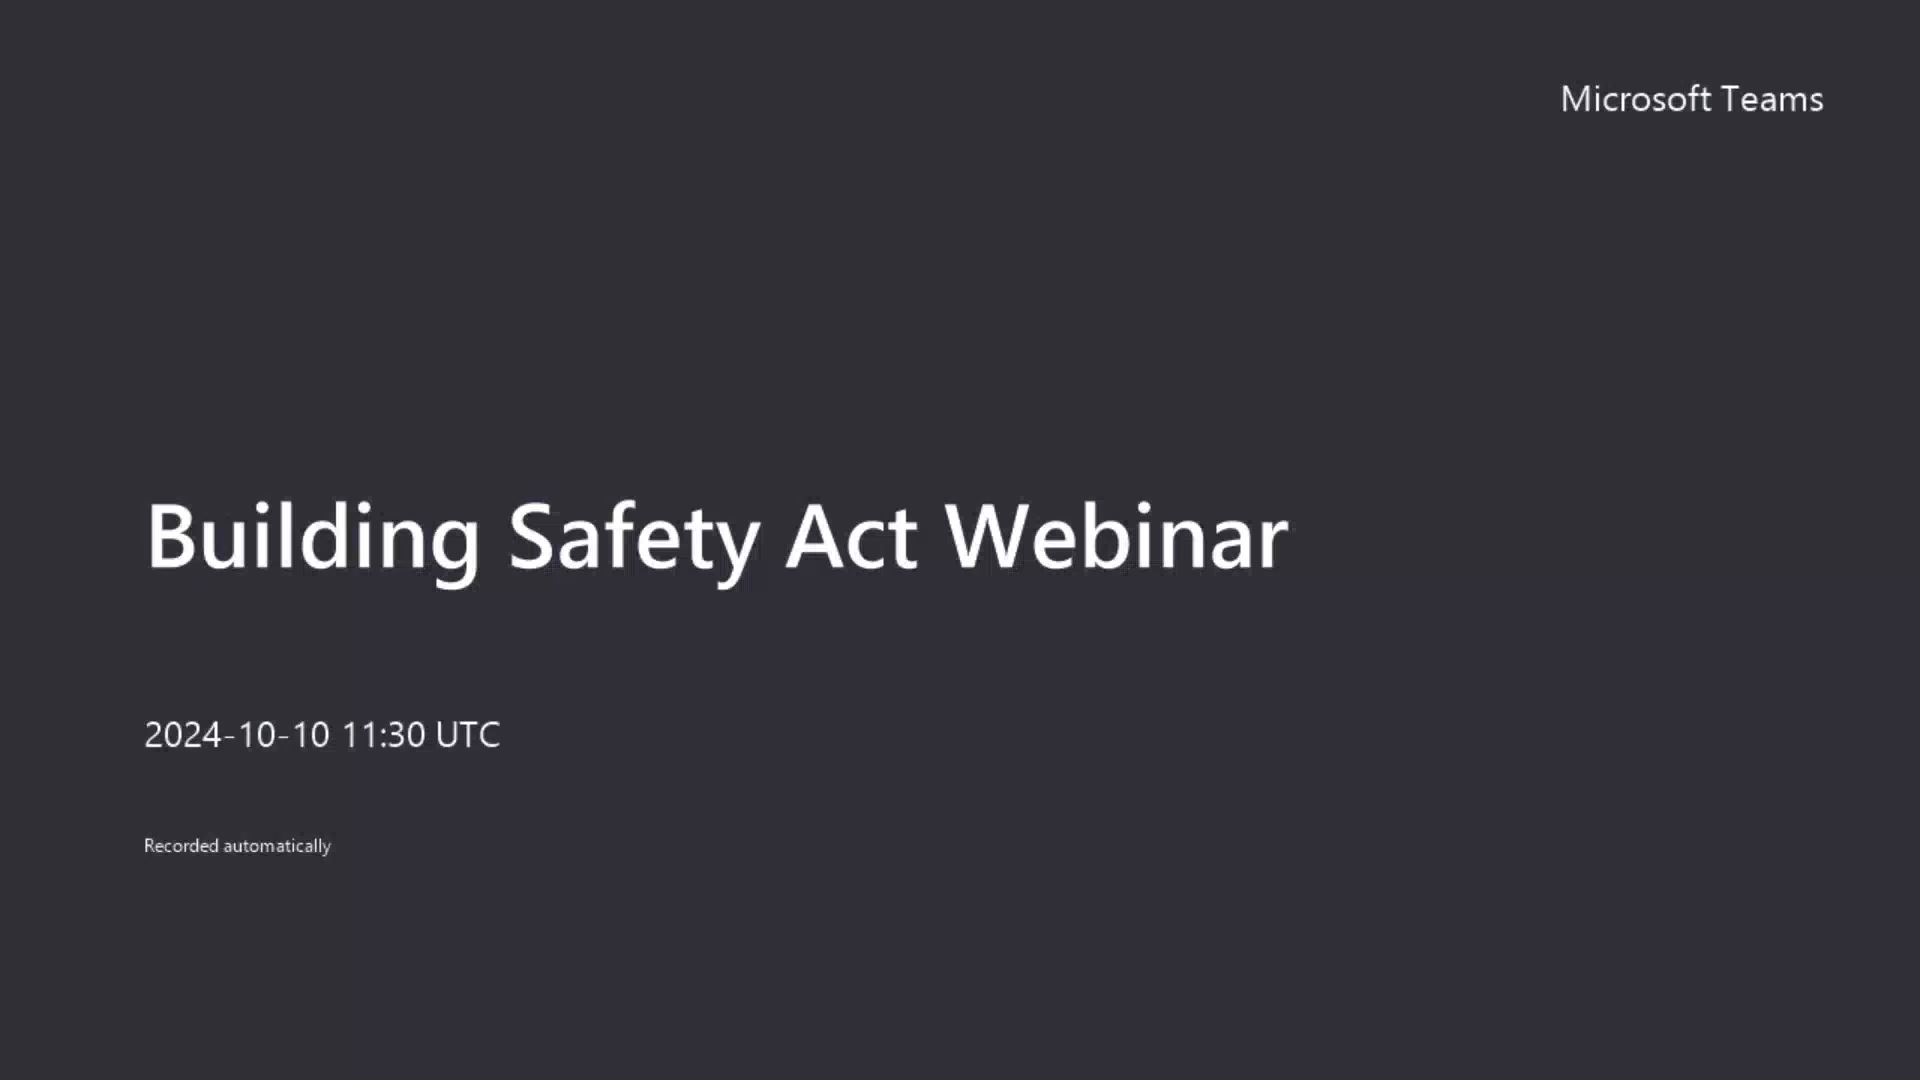 Microsoft Teams
Building Safety Act Webinar
2024-10-10 11:30 UTC
Recorded automatically